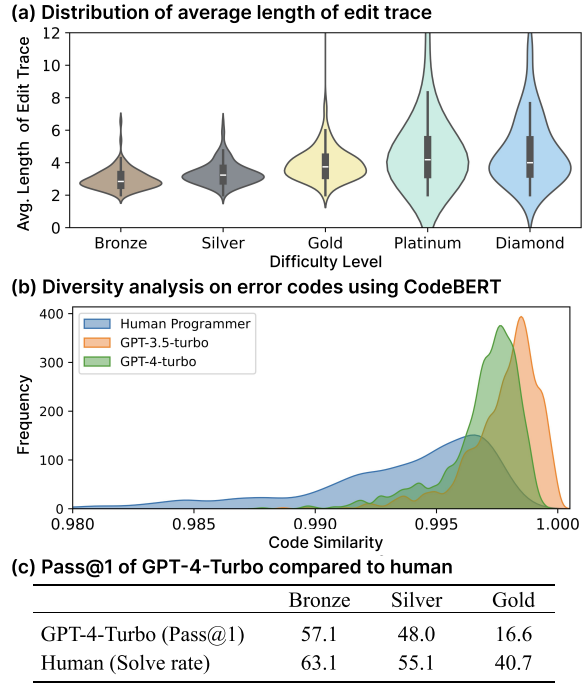 (a) Distribution of average length of edit trace
Avg. Length of Edit Trace
12
10
8
6
4
2
0
Bronze Silver Gold Platinum Diamond
Difficulty Level
(b) Diversity analysis on error codes using CodeBERT
Frequency
400
300
200
100
0
Human Programmer
GPT-3.5-turbo
GPT-4-turbo
0.980 0.985 0.990 0.995 1.000
Code Similarity
(c) Pass@1 of GPT-4-Turbo compared to human
Bronze Silver Gold
GPT-4-Turbo (Pass@1) 57.1 48.0 16.6
Human (Solve rate) 63.1 55.1 40.7